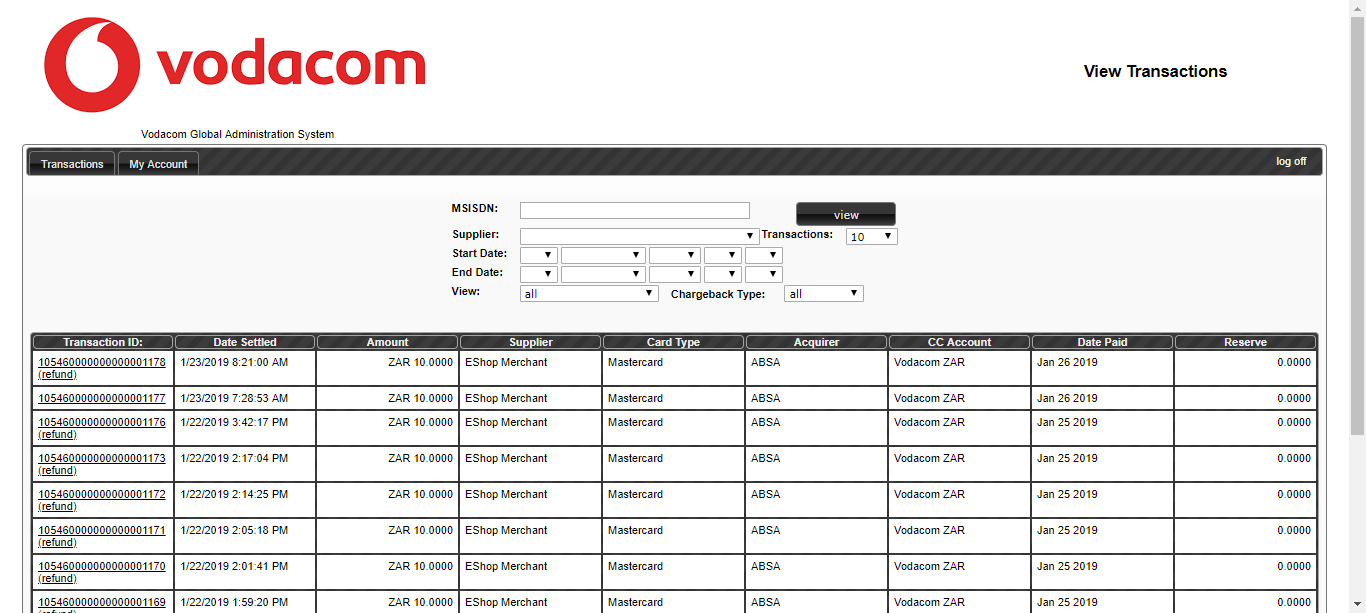 vodacom
View Transactions
Vodacom Global Administration System
Transactions My Account log off
MSISDN: view
Supplier: Transactions: 10
Start Date:
End Date:
View: all Chargeback Type: all
Transaction ID: Date Settled Amount Supplier Card Type Acquirer CC Account Date Paid Reserve
105460000000000001178 1/23/2019 8:21:00 AM ZAR 10.0000 EShop Merchant Mastercard ABSA Vodacom ZAR Jan 26 2019 0.0000
(refund)
105460000000000001177 1/23/2019 7:28:53 AM ZAR 10.0000 EShop Merchant Mastercard ABSA Vodacom ZAR Jan 26 2019 0.0000
105460000000000001176 1/22/2019 3:42:17 PM ZAR 10.0000 EShop Merchant Mastercard ABSA Vodacom ZAR Jan 25 2019 0.0000
(refund)
105460000000000001173 1/22/2019 2:17:04 PM ZAR 10.0000 EShop Merchant Mastercard ABSA Vodacom ZAR Jan 25 2019 0.0000
(refund)
105460000000000001172 1/22/2019 2:14:25 PM ZAR 10.0000 EShop Merchant Mastercard ABSA Vodacom ZAR Jan 25 2019 0.0000
(refund)
105460000000000001171 1/22/2019 2:05:18 PM ZAR 10.0000 EShop Merchant Mastercard ABSA Vodacom ZAR Jan 25 2019 0.0000
(refund)
105460000000000001170 1/22/2019 2:01:41 PM ZAR 10.0000 EShop Merchant Mastercard ABSA Vodacom ZAR Jan 25 2019 0.0000
(refund)
105460000000000001169 1/22/2019 1:59:20 PM ZAR 10.0000 EShop Merchant Mastercard ABSA Vodacom ZAR Jan 25 2019 0.0000